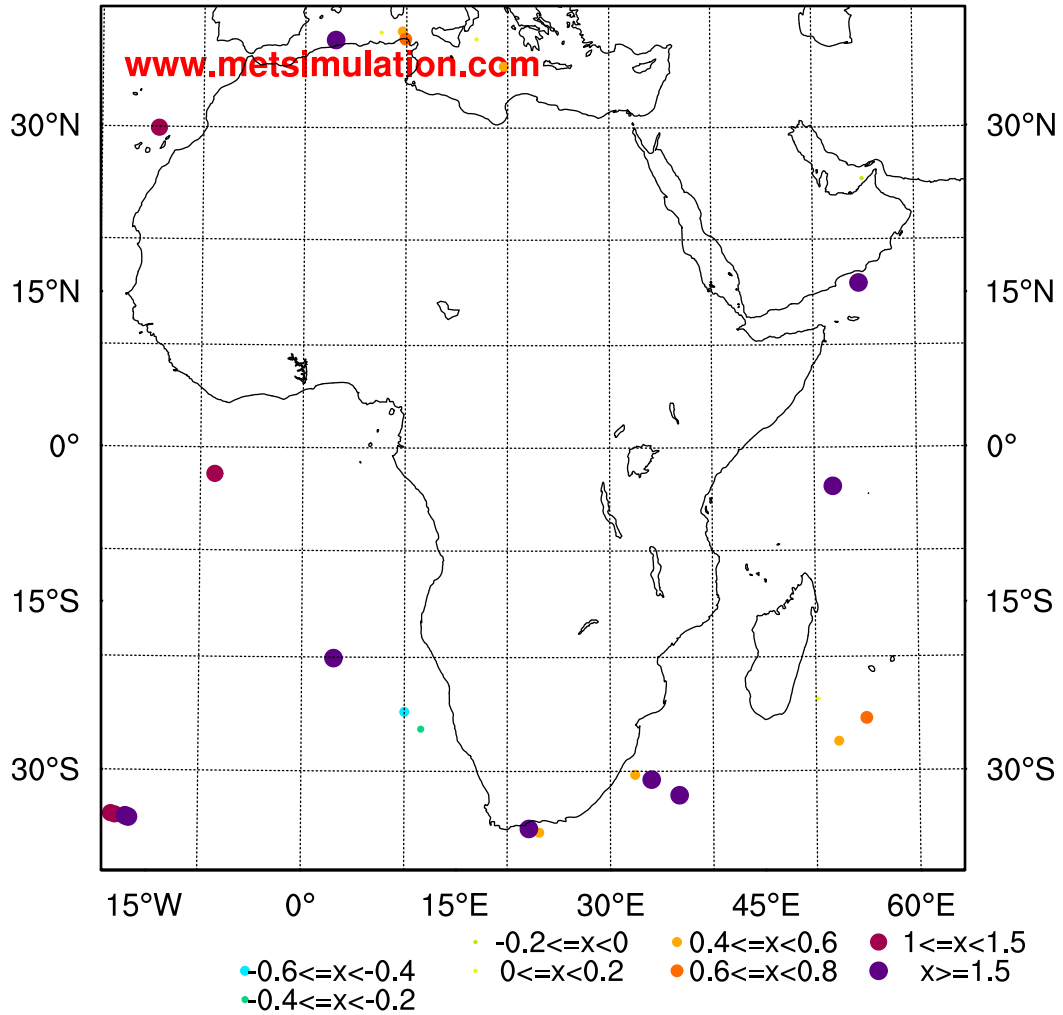 www.metsimulation.com
30°N 30°N
15°N 15°N
0° 0°
15°S 15°S
30°S 30°S
15°W 0° 15°E 30°E 45°E 60°E
-0.2<=x<0 0.4<=x<0.6 1<=x<1.5
-0.6<=x<-0.4 0<=x<0.2 0.6<=x<0.8 x>=1.5
-0.4<=x<-0.2